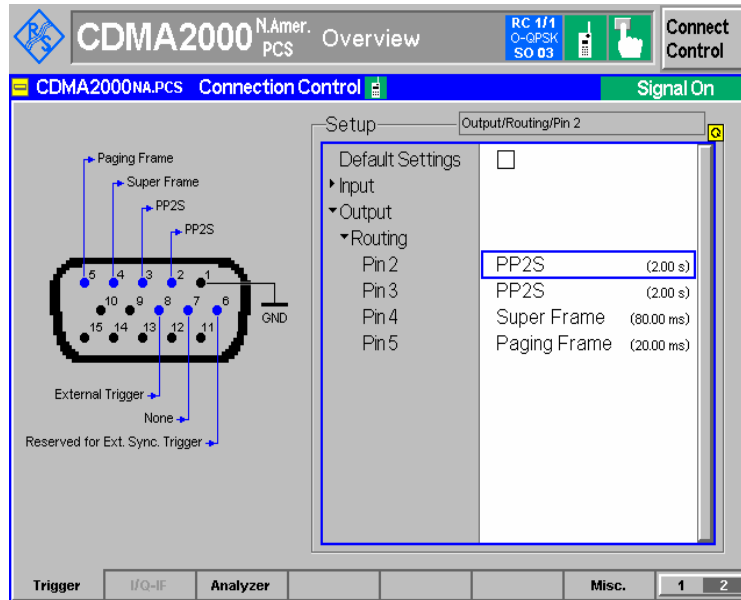 R S
CDMA2000 N.Amer. PCS Overview
RC 1/1
O-QPSK
SO 03
Connect Control
CDMA2000NA.PCS Connection Control
Signal On
Setup
Output/Routing/Pin 2
Default Settings
Input
Output
Routing
Pin 2 PP2S (2.00 s)
Pin 3 PP2S (2.00 s)
Pin 4 Super Frame (80.00 ms)
Pin 5 Paging Frame (20.00 ms)
Paging Frame
Super Frame
PP2S
PP2S
5 4 3 2 1
10 9 8 7 6
15 14 13 12 11
GND
External Trigger
None
Reserved for Ext. Sync. Trigger
Trigger I/Q-IF Analyzer Misc. 1 2